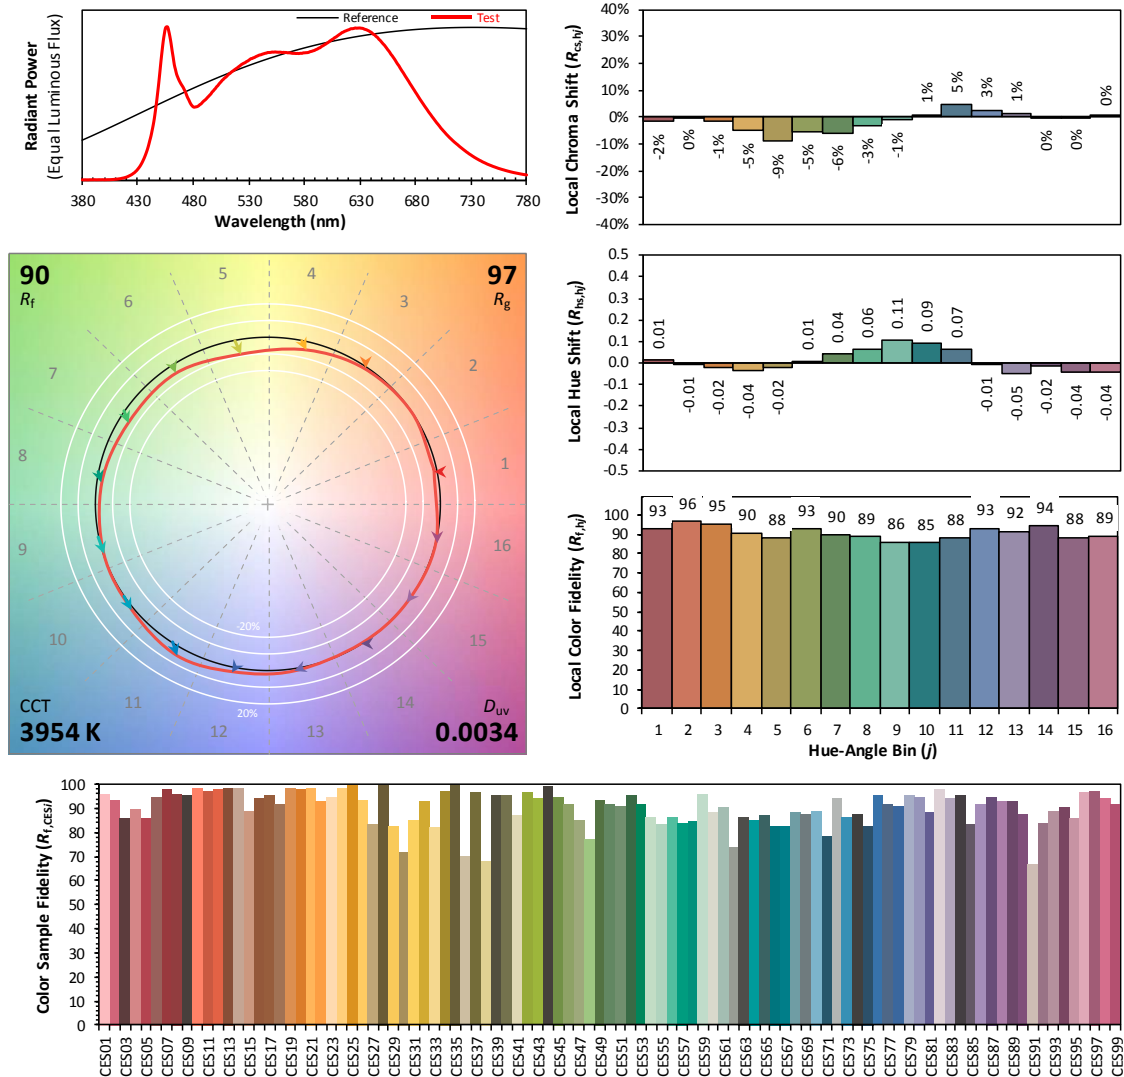 Reference
Test
Radiant Power
(Equal Luminous Flux)
380 430 480 530 580 630 680 730 780
Wavelength (nm)
Local Chroma Shift (Rcs,hj)
40%
30%
20%
10%
0%
-10%
-20%
-30%
-40%
-2% 0% -1% -5% -9% -5% -6% -3% -1% 1% 5% 3% 1% 0% 0% 0%
90
Rf
97
Rg
5 4
6 3
7 2
8 1
9 16
10 15
11 14
12 13
-20%
20%
CCT
3954 K
Duv
0.0034
Local Hue Shift (Rhs,hj)
0.5
0.4
0.3
0.2
0.1
0.0
-0.1
-0.2
-0.3
-0.4
-0.5
0.01 -0.01 -0.02 -0.04 -0.02 0.01 0.04 0.06 0.11 0.09 0.07 -0.01 -0.05 -0.02 -0.04 -0.04
Local Color Fidelity (Rf,hj)
100
90
80
70
60
50
40
30
20
10
0
93 96 95 90 88 93 90 89 86 85 88 93 92 94 88 89
1 2 3 4 5 6 7 8 9 10 11 12 13 14 15 16
Hue-Angle Bin (j)
Color Sample Fidelity (Rf,CESi)
100
90
80
70
60
50
40
30
20
10
0
CES01 CES03 CES05 CES07 CES09 CES11 CES13 CES15 CES17 CES19 CES21 CES23 CES25 CES27 CES29 CES31 CES33 CES35 CES37 CES39 CES41 CES43 CES45 CES47 CES49 CES51 CES53 CES55 CES57 CES59 CES61 CES63 CES65 CES67 CES69 CES71 CES73 CES75 CES77 CES79 CES81 CES83 CES85 CES87 CES89 CES91 CES93 CES95 CES97 CES99